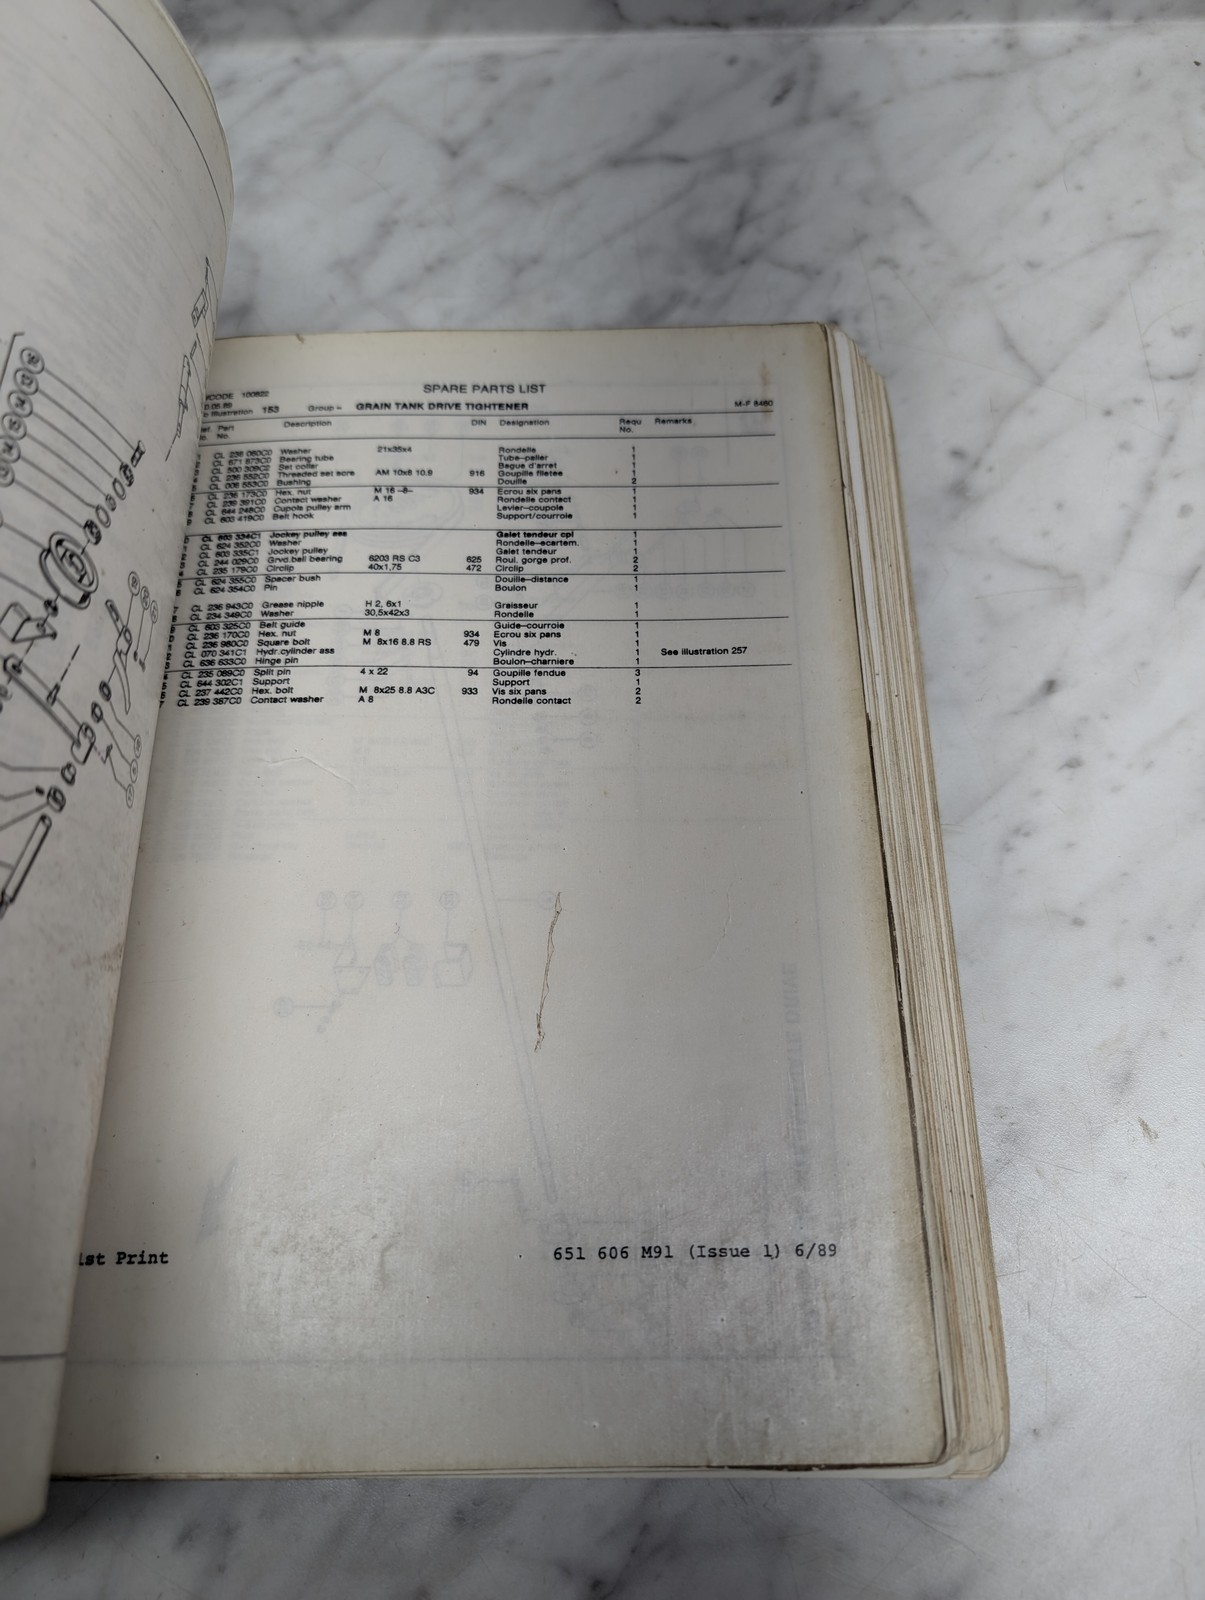 SPARE PARTS LIST
CODE 100822
0.06.89
Illustration 153 Group = GRAIN TANK DRIVE TIGHTENER M-F 8460
Part No. Description DIN Designation Requ No. Remarks
CL 236 060C0 Washer 21x35x4 Rondelle 1
CL 671 673C0 Bearing tube Tube-palier 1
CL 500 309C2 Set collar Bague d'arret 1
CL 236 552C0 Threaded set scre AM 10x8 10.9 916 Goupille filetee 1
CL 008 553C0 Bushing Douille 2
CL 236 173C0 Hex. nut M 16 -8- 934 Ecrou six pans 1
CL 239 391C0 Contact washer A 16 Rondelle contact 1
CL 644 248C0 Cupola pulley arm Levier-coupole 1
CL 603 419C0 Belt hook Support/courroie 1
CL 603 334C1 Jockey pulley ass Galet tendeur cpl 1
CL 624 352C0 Washer Rondelle-ecartem. 1
CL 603 335C1 Jockey pulley Galet tendeur 1
CL 244 029C0 Grvd.ball bearing 6203 RS C3 625 Roul. gorge prof. 2
CL 235 179C0 Circlip 40x1,75 472 Circlip 2
CL 624 355C0 Spacer bush Douille-distance 1
CL 624 354C0 Pin Boulon 1
CL 236 943C0 Grease nipple H 2, 6x1 Graisseur 1
CL 234 349C0 Washer 30,5x42x3 Rondelle 1
CL 603 325C0 Belt guide Guide-courroie 1
CL 236 170C0 Hex. nut M 8 934 Ecrou six pans 1
CL 236 980C0 Square bolt M 8x16 8.8 RS 479 Vis 1
CL 070 341C1 Hydr.cylinder ass Cylindre hydr. 1 See illustration 257
CL 636 633C0 Hinge pin Boulon-charniere 1
CL 235 089C0 Split pin 4 x 22 94 Goupille fendue 3
CL 644 302C1 Support Support 1
CL 237 442C0 Hex. bolt M 8x25 8.8 A3C 933 Vis six pans 2
CL 239 387C0 Contact washer A 8 Rondelle contact 2
1st Print 651 606 M91 (Issue 1) 6/89